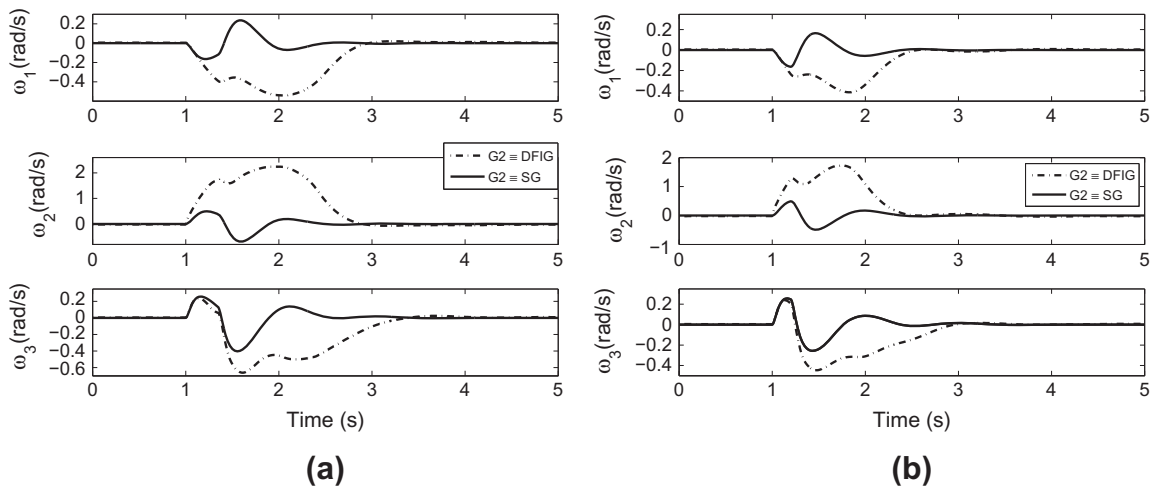 ω1(rad/s)
0.2
0
−0.2
−0.4
0 1 2 3 4 5
ω2(rad/s)
2
1
0
G2 ≡ DFIG
G2 ≡ SG
0 1 2 3 4 5
ω3(rad/s)
0.2
0
−0.2
−0.4
−0.6
0 1 2 3 4 5
Time (s)
(a)
ω1(rad/s)
0.2
0
−0.2
−0.4
0 1 2 3 4 5
ω2(rad/s)
2
1
0
−1
G2 ≡ DFIG
G2 ≡ SG
0 1 2 3 4 5
ω3(rad/s)
0.2
0
−0.2
−0.4
0 1 2 3 4 5
Time (s)
(b)